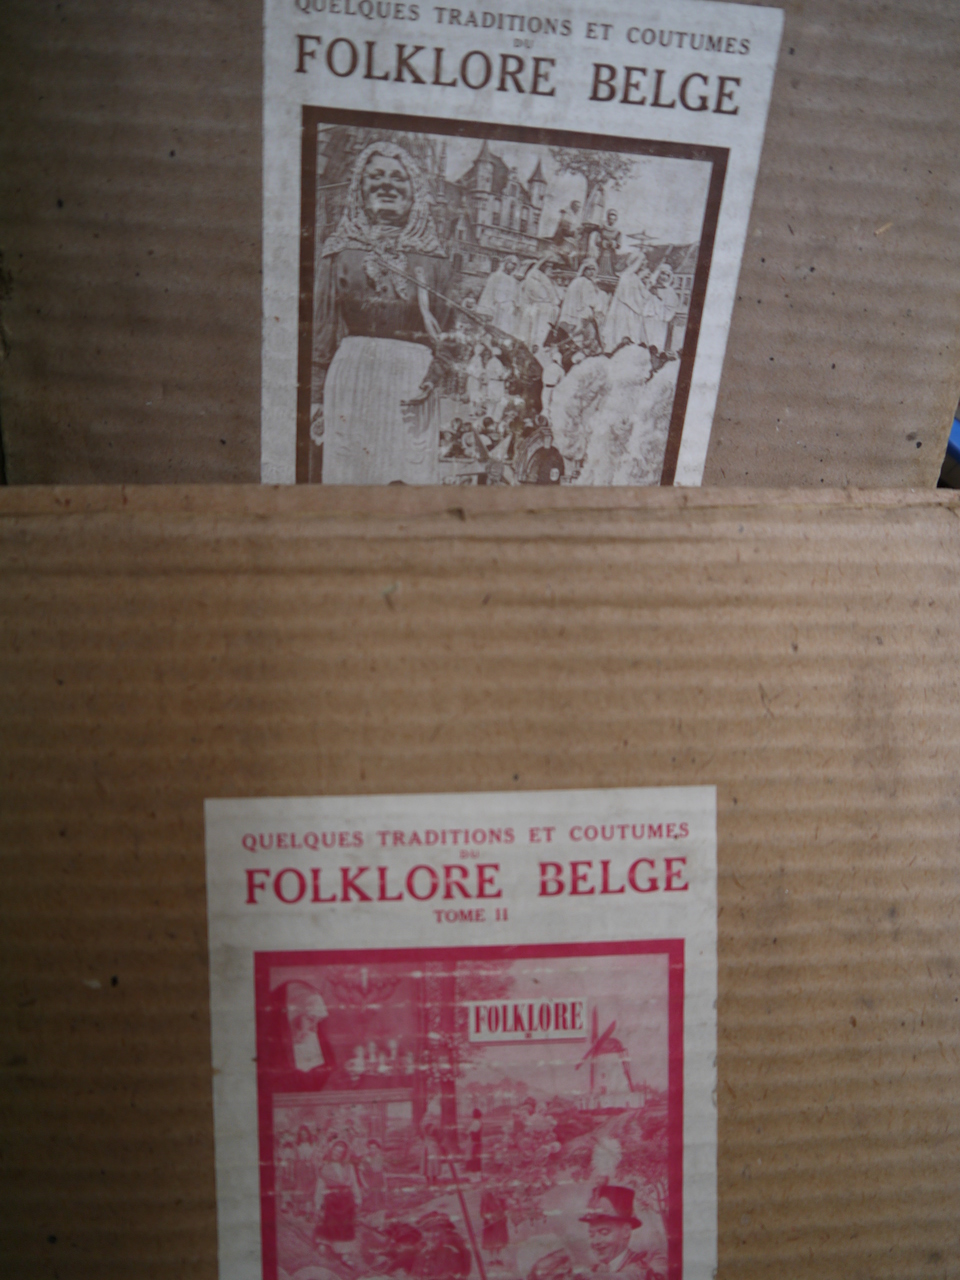 QUELQUES TRADITIONS ET COUTUMES
DU
FOLKLORE BELGE
QUELQUES TRADITIONS ET COUTUMES
DU
FOLKLORE BELGE
TOME II
FOLKLORE